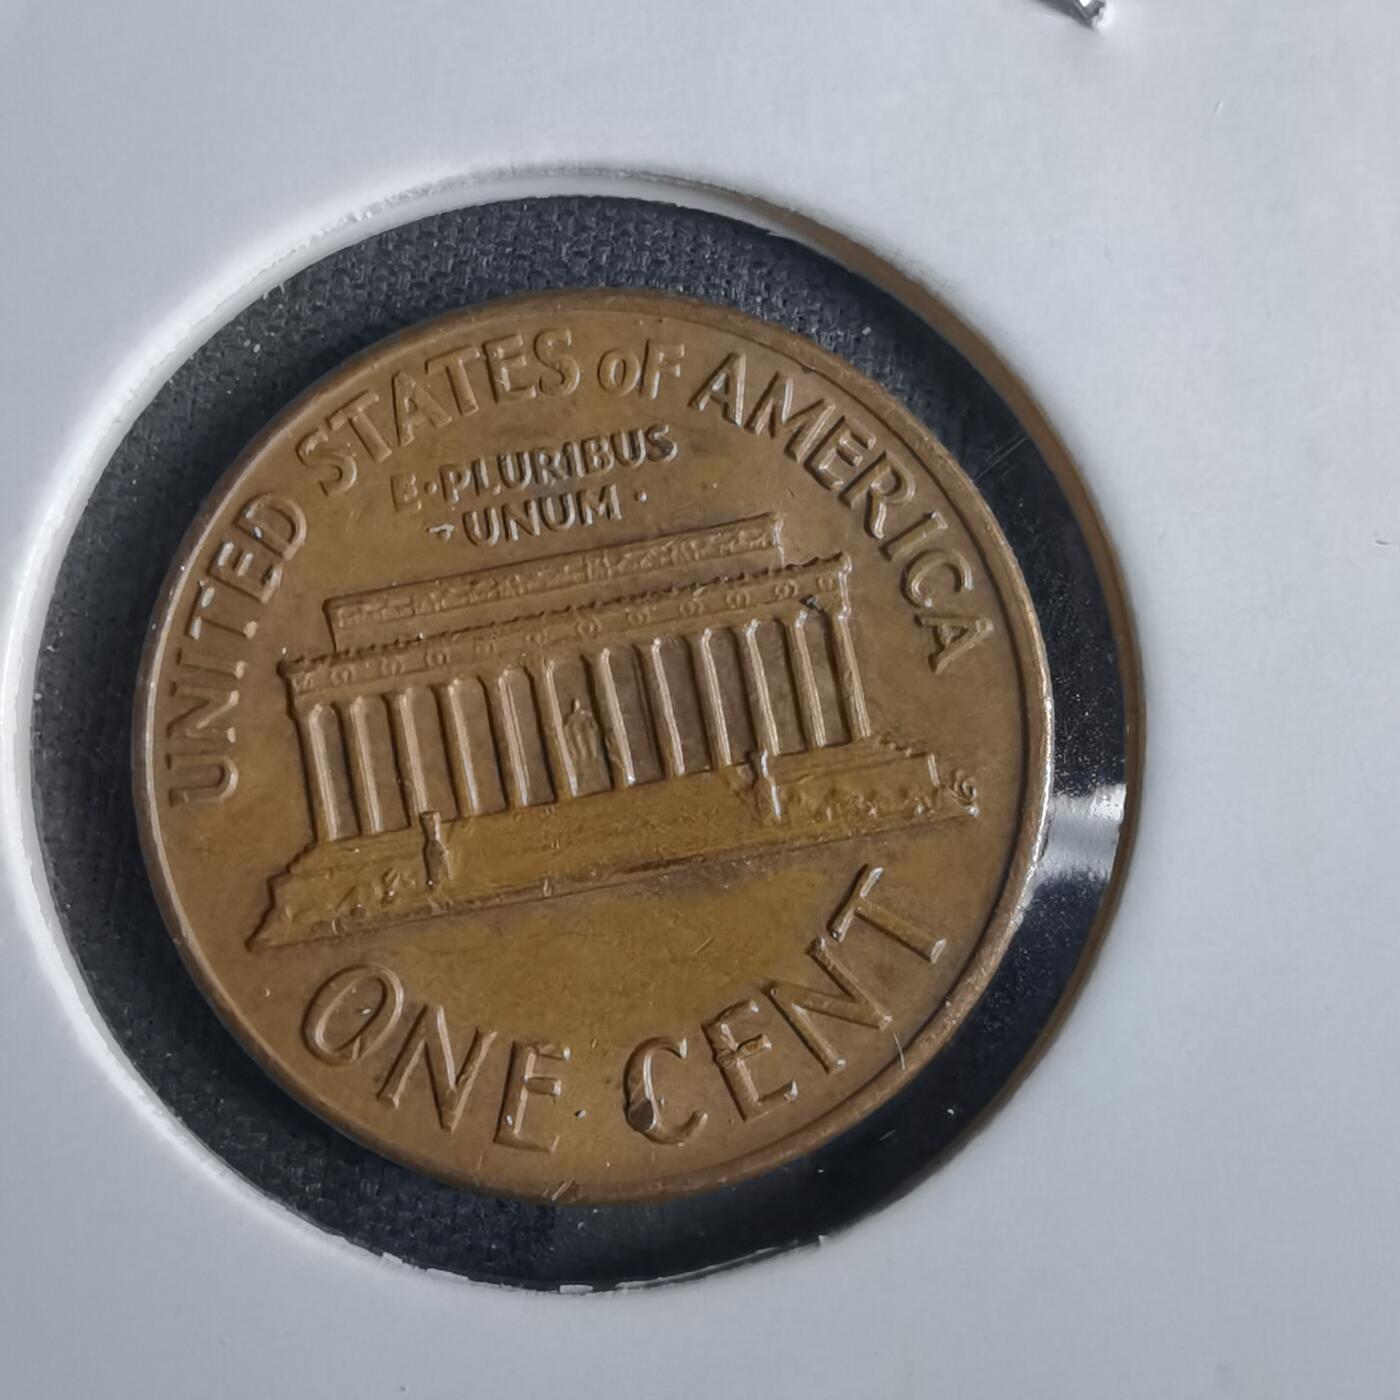 UNITED STATES OF AMERICA
E·PLURIBUS
·UNUM·
ONE CENT